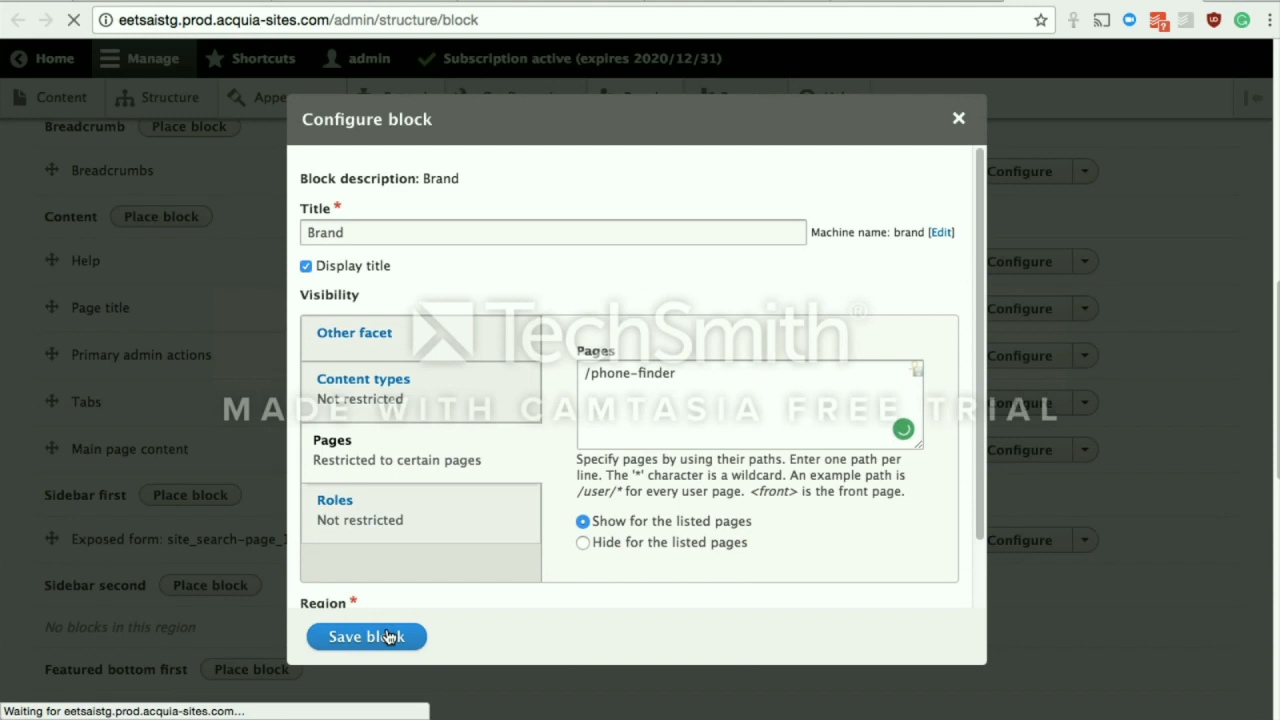 eetsaistg.prod.acquia-sites.com/admin/structure/block
Home Manage Shortcuts admin Subscription active (expires 2020/12/31)
Content Structure
Configure block
Breadcrumb Place block
Breadcrumbs Configure
Block description: Brand
Title *
Content Place block
Brand Machine name: brand [Edit]
Help Configure
Display title
Visibility
Page title Configure
Other facet
TechSmith®
Pages
Primary admin actions Configure
/phone-finder
Content types
Not restricted
Tabs
MADE WITH CAMTASIA FREE TRIAL
Pages
Restricted to certain pages
Main page content Configure
Specify pages by using their paths. Enter one path per
line. The '*' character is a wildcard. An example path is
/user/* for every user page. <front> is the front page.
Sidebar first Place block
Roles
Not restricted
Show for the listed pages
Hide for the listed pages
Exposed form: site_search-page_1 Configure
Sidebar second Place block
Region *
No blocks in this region
Save block
Featured bottom first Place block
Waiting for eetsaistg.prod.acquia-sites.com...